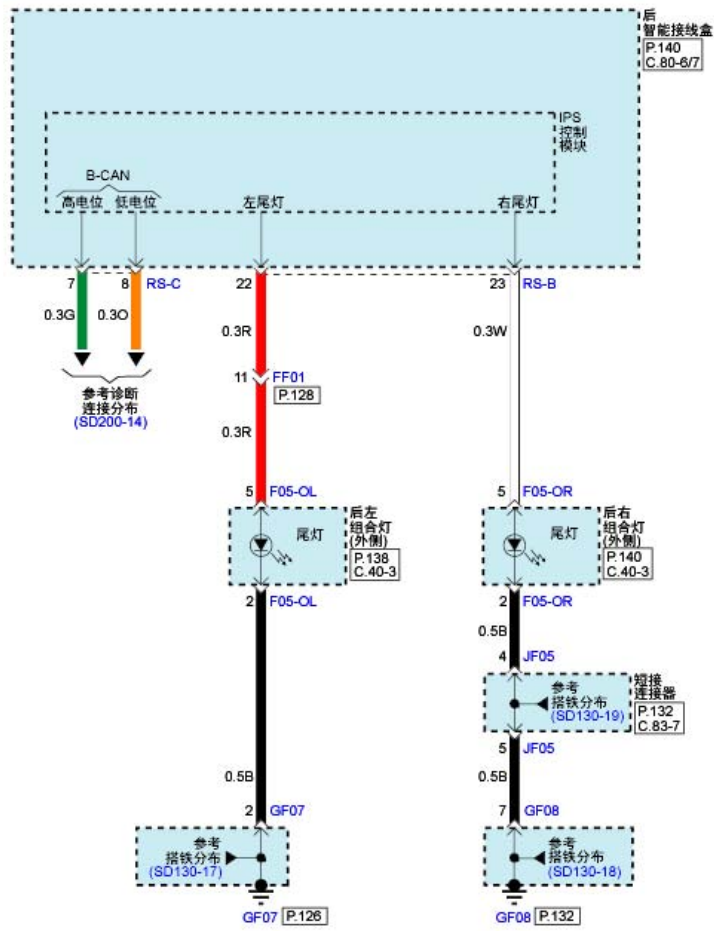 后
智能接线盒
P.140
C.80-6/7
IPS
控制
模块
B-CAN
高电位 低电位 左尾灯 右尾灯
7 8 RS-C 22 23 RS-B
0.3G 0.3O 0.3R 0.3W
11 FF01
P.128
参考诊断
连接分布
(SD200-14)
0.3R
5 F05-OL 5 F05-OR
尾灯
后左
组合灯
(外侧)
P.138
C.40-3
尾灯
后右
组合灯
(外侧)
P.140
C.40-3
2 F05-OL 2 F05-OR
0.5B
4 JF05
参考
搭铁分布
(SD130-19)
短接
连接器
P.132
C.83-7
5 JF05
0.5B 0.5B
2 GF07 7 GF08
参考
搭铁分布
(SD130-17)
参考
搭铁分布
(SD130-18)
GF07 P.126 GF08 P.132